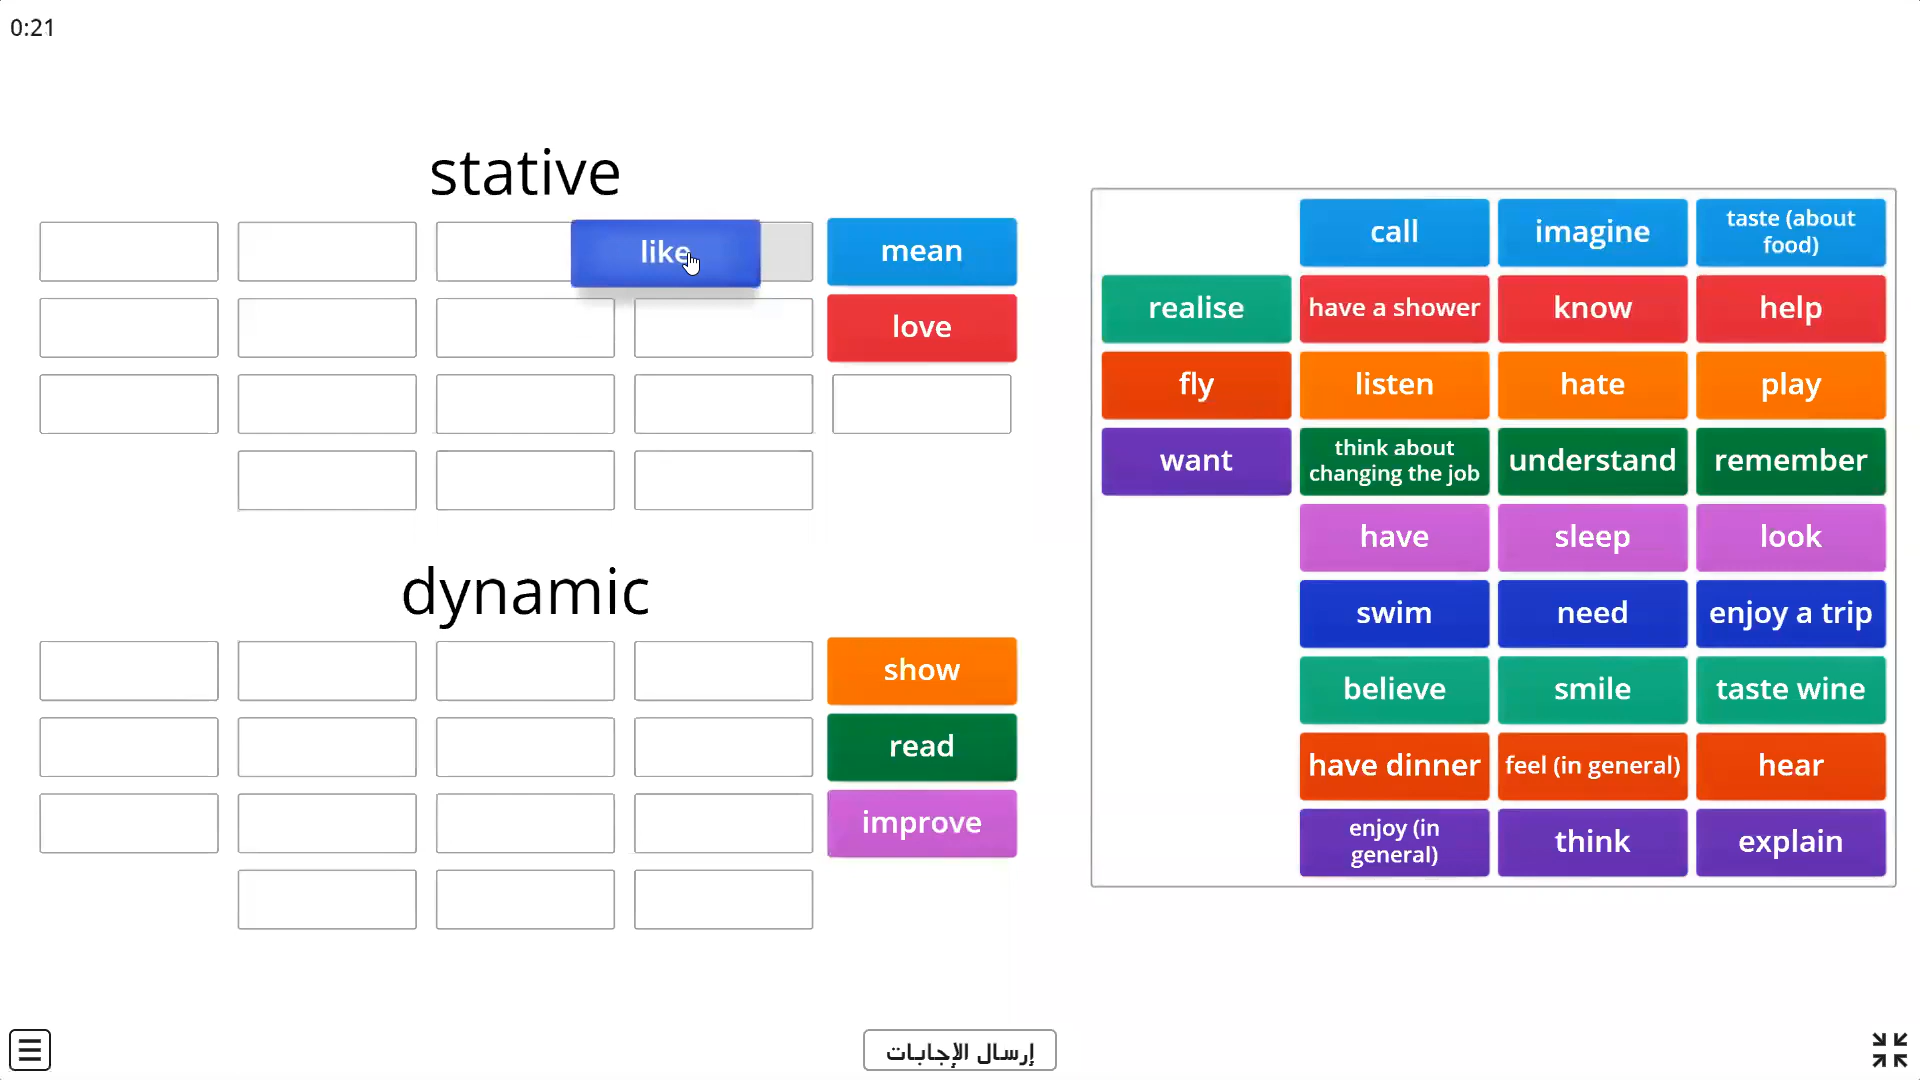 0:21
stative
like
mean
love
dynamic
show
read
improve
call
imagine
taste (about
food)
realise
have a shower
know
help
fly
listen
hate
play
want
think about
changing the job
understand
remember
have
sleep
look
swim
need
enjoy a trip
believe
smile
taste wine
have dinner
feel (in general)
hear
enjoy (in
general)
think
explain
إرسال الإجابات